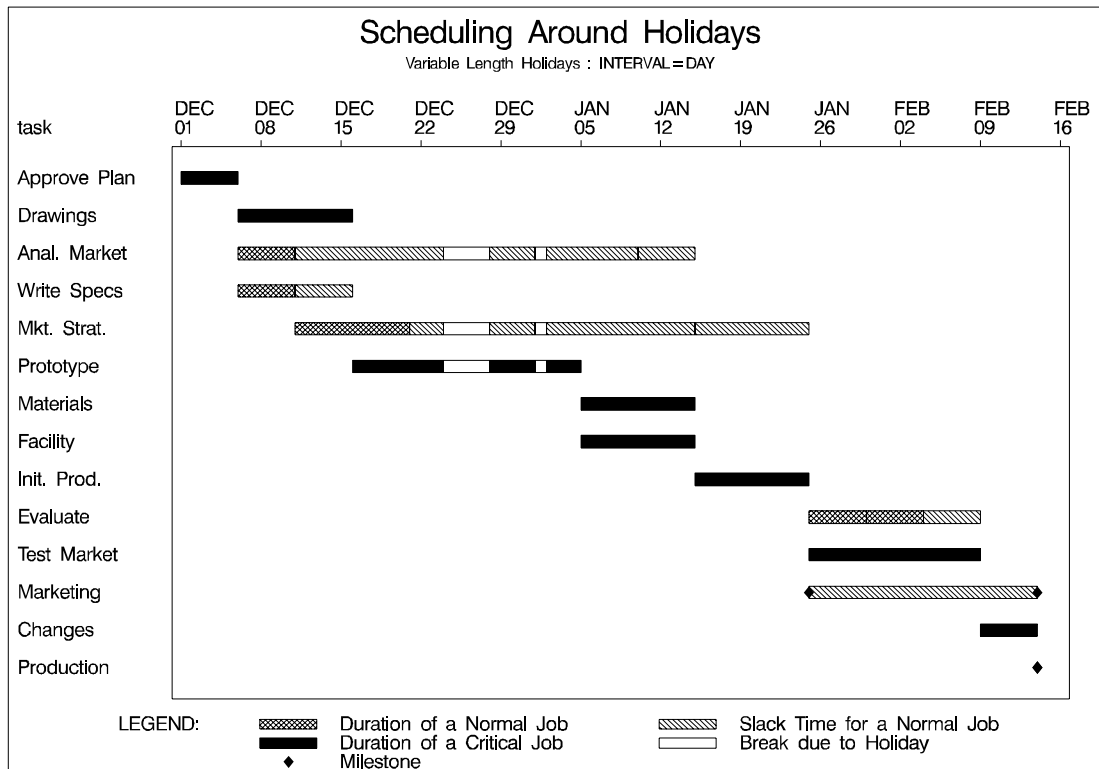 Scheduling Around Holidays
Variable Length Holidays : INTERVAL=DAY
DEC DEC DEC DEC DEC JAN JAN JAN JAN FEB FEB FEB
task 01 08 15 22 29 05 12 19 26 02 09 16
Approve Plan
Drawings
Anal. Market
Write Specs
Mkt. Strat.
Prototype
Materials
Facility
Init. Prod.
Evaluate
Test Market
Marketing
Changes
Production
LEGEND: Duration of a Normal Job Slack Time for a Normal Job
Duration of a Critical Job Break due to Holiday
Milestone